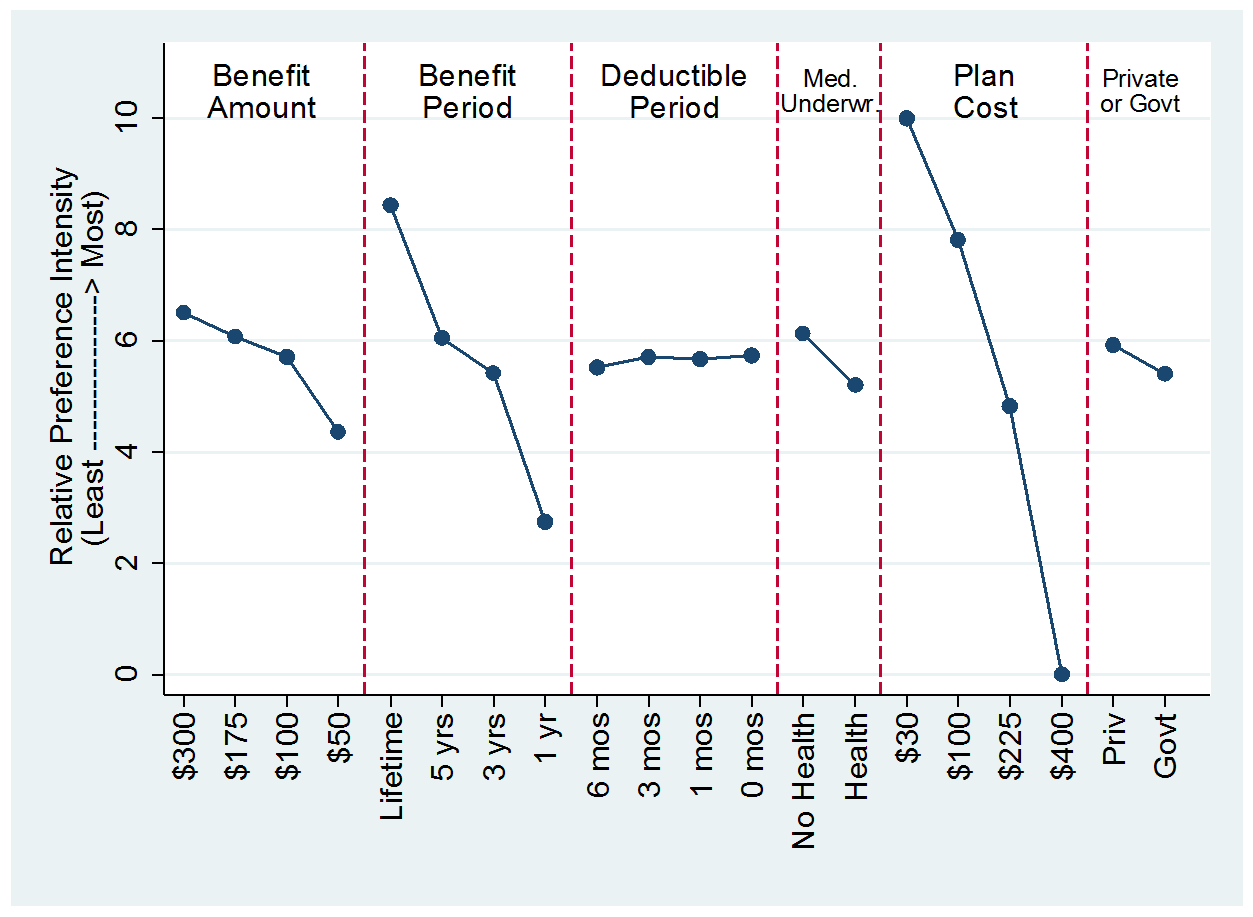 Benefit
Amount
Benefit
Period
Deductible
Period
Med.
Underwr.
Plan
Cost
Private
or Govt
Relative Preference Intensity
(Least ----------------> Most)
10
8
6
4
2
0
$300
$175
$100
$50
Lifetime
5 yrs
3 yrs
1 yr
6 mos
3 mos
1 mos
0 mos
No Health
Health
$30
$100
$225
$400
Priv
Govt